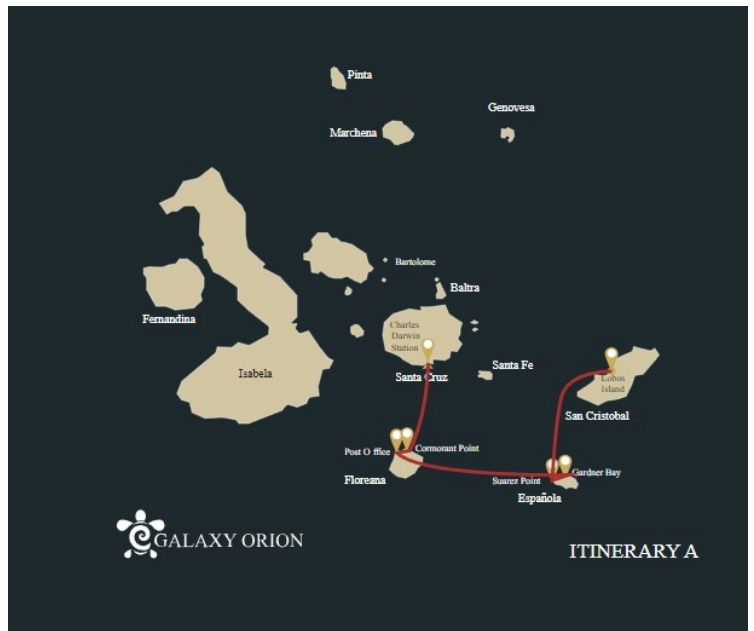 Pinta
Genovesa
Marchena
Bartolome
Baltra
Fernandina
Charles
Darwin
Station
Santa Fe
Isabela
Santa Cruz
Lobos
Island
San Cristobal
Post O ffice
Cormorant Point
Floreana
Suarez Point
Gardner Bay
Española
GALAXY ORION
ITINERARY A